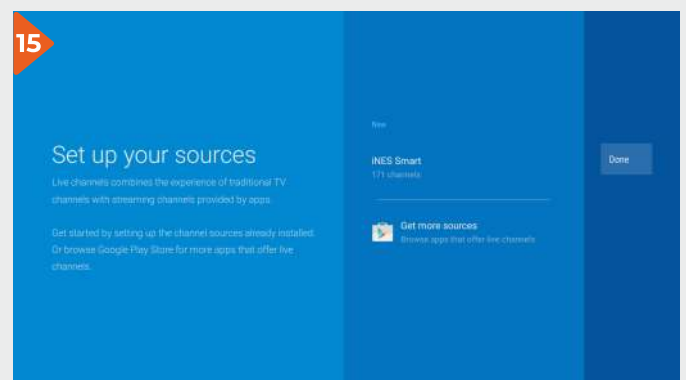 15
Set up your sources
Live channels combines the experience of traditional TV
channels with streaming channels provided by apps.
Get started by setting up the channel sources already installed.
Or browse Google Play Store for more apps that offer live
channels.
New
iNES Smart
171 channels
Get more sources
Browse apps that offer live channels
Done